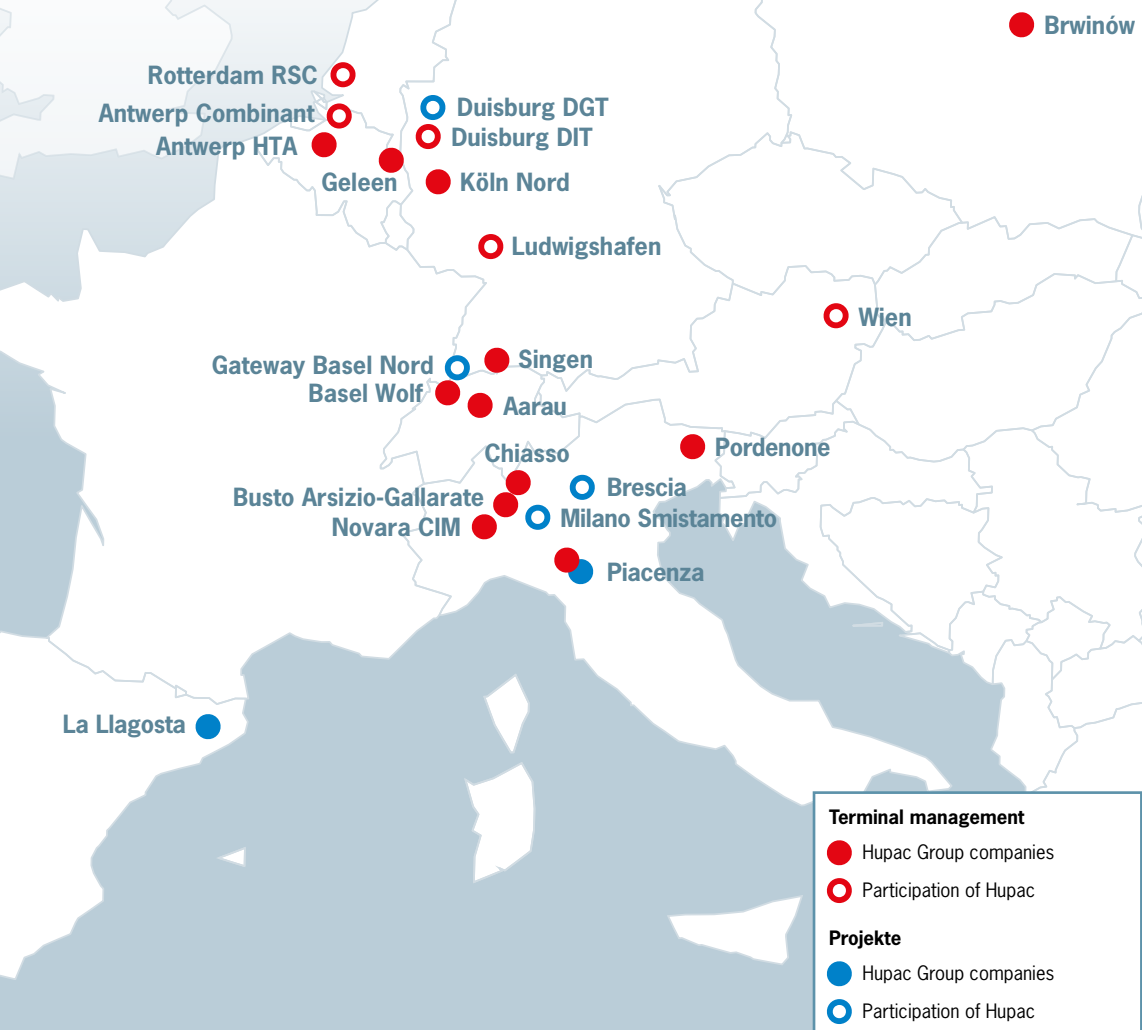 Brwinów
Rotterdam RSC
Antwerp Combinant
Duisburg DGT
Duisburg DIT
Antwerp HTA
Geleen
Köln Nord
Ludwigshafen
Wien
Gateway Basel Nord
Singen
Basel Wolf
Aarau
Pordenone
Chiasso
Brescia
Busto Arsizio-Gallarate
Milano Smistamento
Novara CIM
Piacenza
La Llagosta
Terminal management
Hupac Group companies
Participation of Hupac
Projekte
Hupac Group companies
Participation of Hupac